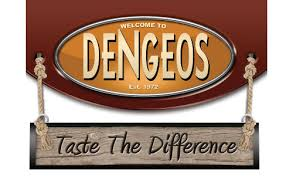 WELCOME TO
DENGEOS
Est. 1972
Taste The Difference